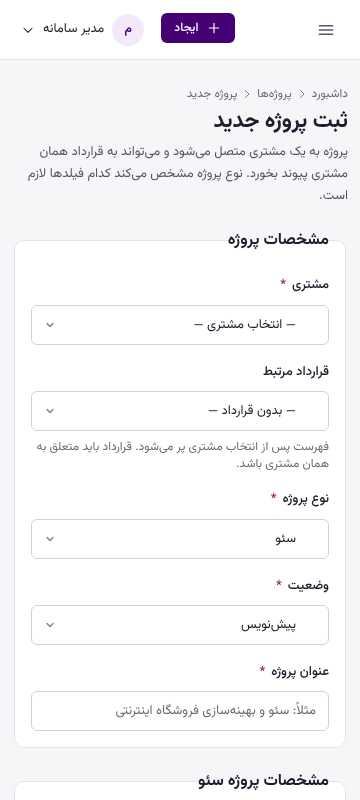 ایجاد
م
مدیر سامانه
داشبورد
پروژه‌ها
پروژه جدید
ثبت پروژه جدید
پروژه به یک مشتری متصل می‌شود و می‌تواند به قرارداد همان
مشتری پیوند بخورد. نوع پروژه مشخص می‌کند کدام فیلدها لازم
است.
مشخصات پروژه
مشتری *
— انتخاب مشتری —
قرارداد مرتبط
— بدون قرارداد —
فهرست پس از انتخاب مشتری پر می‌شود. قرارداد باید متعلق به
همان مشتری باشد.
نوع پروژه *
سئو
وضعیت *
پیش‌نویس
عنوان پروژه *
مثلاً: سئو و بهینه‌سازی فروشگاه اینترنتی
مشخصات پروژه سئو